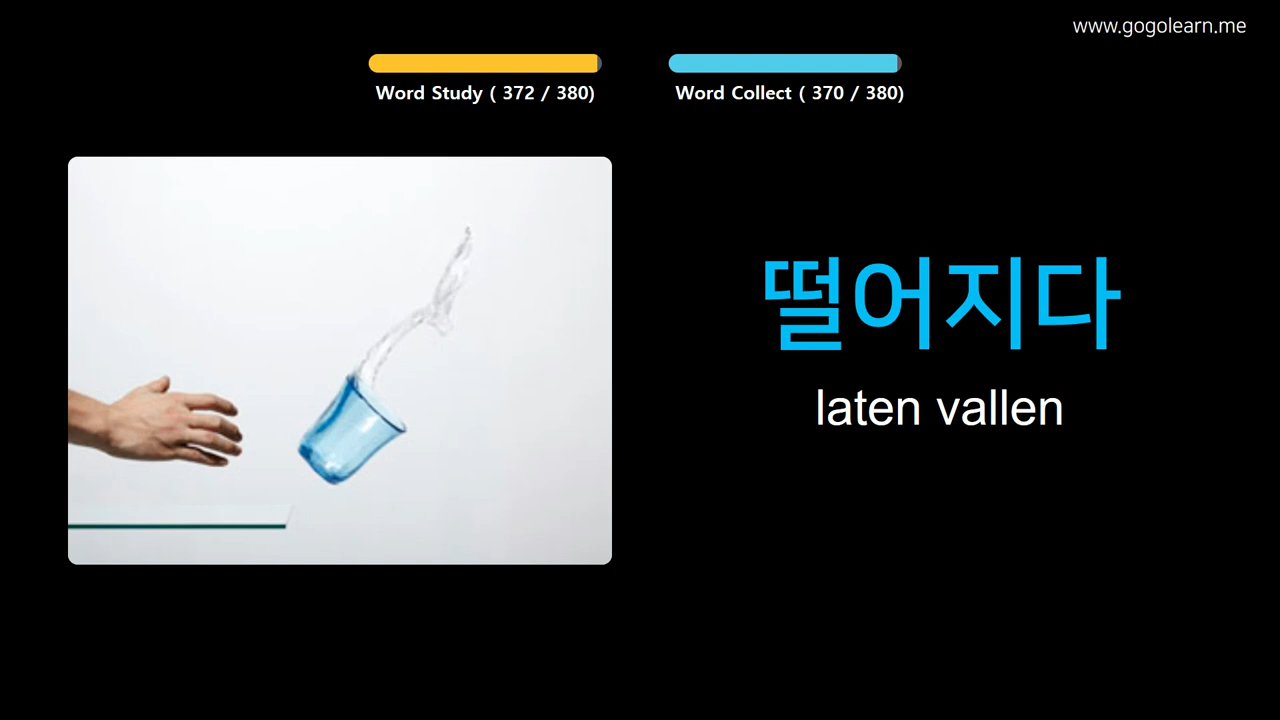 www.gogolearn.me
Word Study ( 372 / 380)
Word Collect ( 370 / 380)
떨어지다
laten vallen